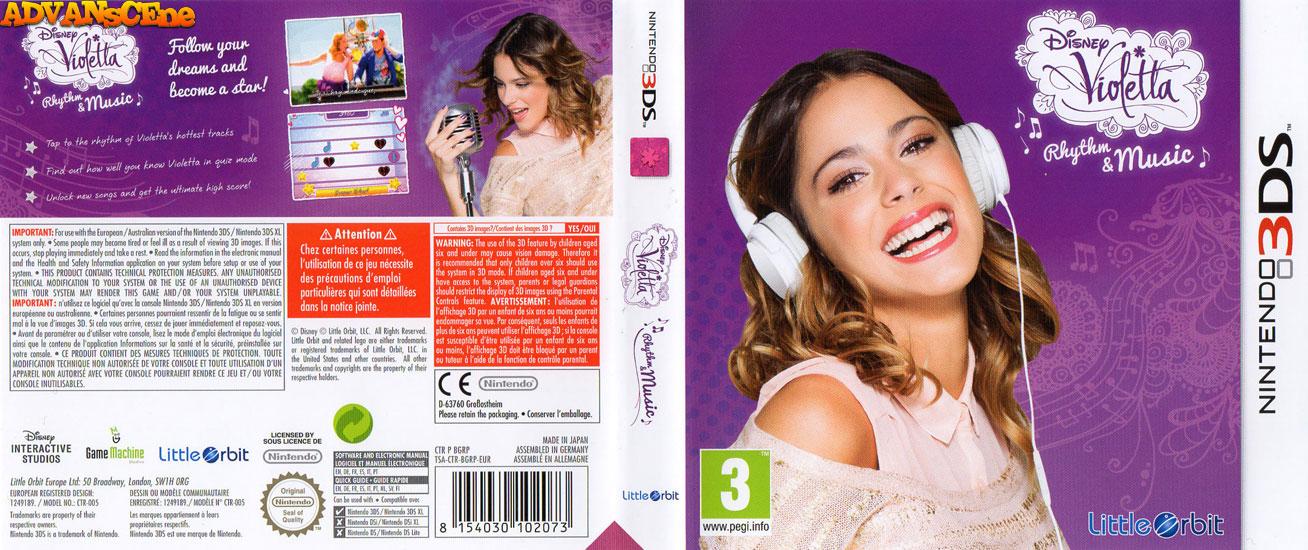 ADVANsCEne
Disney
Violetta
Rhythm
& Music
Follow your
dreams and
become a star!
Tap to the rhythm of Violetta's hottest tracks
Find out how well you know Violetta in quiz mode
Unlock new songs and get the ultimate high score!
IMPORTANT: For use with the European / Australian version of the Nintendo 3DS / Nintendo 3DS XL
system only. • Some people may become tired or feel ill as a result of viewing 3D images. If this
occurs, stop playing immediately and take a rest. • Read the information in the electronic manual
and the Health and Safety Information application on your system before setup or use of your
system. • THIS PRODUCT CONTAINS TECHNICAL PROTECTION MEASURES. ANY UNAUTHORISED
TECHNICAL MODIFICATION TO YOUR SYSTEM OR THE USE OF AN UNAUTHORISED DEVICE
WITH YOUR SYSTEM MAY RENDER THIS GAME AND/OR YOUR SYSTEM UNPLAYABLE.
IMPORTANT : n'utilisez ce logiciel qu'avec la console Nintendo 3DS / Nintendo 3DS XL en version
européenne ou australienne. • Certaines personnes pourraient ressentir de la fatigue ou se sentir
mal à la vue d'images 3D. Si cela vous arrive, cessez de jouer immédiatement et reposez-vous.
• Avant de paramétrer ou d'utiliser votre console, lisez le mode d'emploi électronique du logiciel
ainsi que le contenu de l'application Informations sur la santé et la sécurité, préinstallée sur
votre console. • CE PRODUIT CONTIENT DES MESURES TECHNIQUES DE PROTECTION. TOUTE
MODIFICATION TECHNIQUE NON AUTORISÉE DE VOTRE CONSOLE ET TOUTE UTILISATION D'UN
APPAREIL NON AUTORISÉ AVEC VOTRE CONSOLE POURRAIENT RENDRE CE JEU ET / OU VOTRE
CONSOLE INUTILISABLES.
⚠ Attention ⚠
Chez certaines personnes,
l'utilisation de ce jeu nécessite
des précautions d'emploi
particulières qui sont détaillées
dans la notice jointe.
© Disney © Little Orbit, LLC. All Rights Reserved.
Little Orbit and related logo are either trademarks
or registered trademarks of Little Orbit, LLC. in
the United States and other countries. All other
trademarks and copyrights are the property of their
respective holders.
Contains 3D images?/Contient des images 3D ? YES/OUI
WARNING: The use of the 3D feature by children aged
six and under may cause vision damage. Therefore it
is recommended that only children over six should use
the system in 3D mode. If children aged six and under
have access to the system, parents or legal guardians
should restrict the display of 3D images using the Parental
Controls feature. AVERTISSEMENT : l'utilisation de
l'affichage 3D par un enfant de six ans ou moins pourrait
endommager sa vue. Par conséquent, seuls les enfants de
plus de six ans peuvent utiliser l'affichage 3D ; si la console
est susceptible d'être utilisée par un enfant de six ans
ou moins, l'affichage 3D doit être bloqué par un parent
ou tuteur à l'aide de la fonction de contrôle parental.
CE Nintendo
D-63760 Großostheim
Please retain the packaging. • Conserver l'emballage.
Disney
INTERACTIVE
STUDIOS
Game Machine
Studios
Little Orbit
LICENSED BY
SOUS LICENCE DE
Nintendo
Little Orbit Europe Ltd: 50 Broadway, London, SW1H 0RG
EUROPEAN REGISTERED DESIGN:
1249189. / MODEL NO.: CTR-005
Trademarks are property of their
respective owners.
Nintendo 3DS is a trademark of Nintendo.
DESSIN OU MODÈLE COMMUNAUTAIRE
ENREGISTRÉ : 1249189. / MODÈLE N° CTR-005
Les marques appartiennent à leurs
propriétaires respectifs.
Nintendo 3DS est une marque de Nintendo.
Original
Nintendo
Seal of
Quality
SOFTWARE AND ELECTRONIC MANUAL
LOGICIEL ET MANUEL ÉLECTRONIQUE
EN, DE, FR, ES, IT, PT
QUICK GUIDE • GUIDE RAPIDE
EN, DE, FR, ES, IT, PT, NL, SV, FI
Can be used with • Compatible avec
Nintendo 3DS / Nintendo 3DS XL
Nintendo DSi / Nintendo DSi XL
Nintendo DS / Nintendo DS Lite
CTR P BGRP
TSA-CTR-BGRP-EUR
MADE IN JAPAN
ASSEMBLED IN GERMANY
ASSEMBLÉ EN ALLEMAGNE
8 154030 102073
NINTENDO 3DS™
Disney
Violetta
Rhythm
& Music
Little Orbit
Disney
Violetta
Rhythm
& Music
NINTENDO 3DS™
3
www.pegi.info
Little Orbit